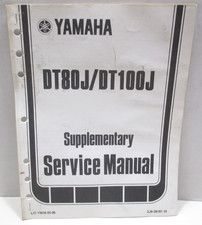 YAMAHA
DT80J/DT100J
Supplementary
Service Manual